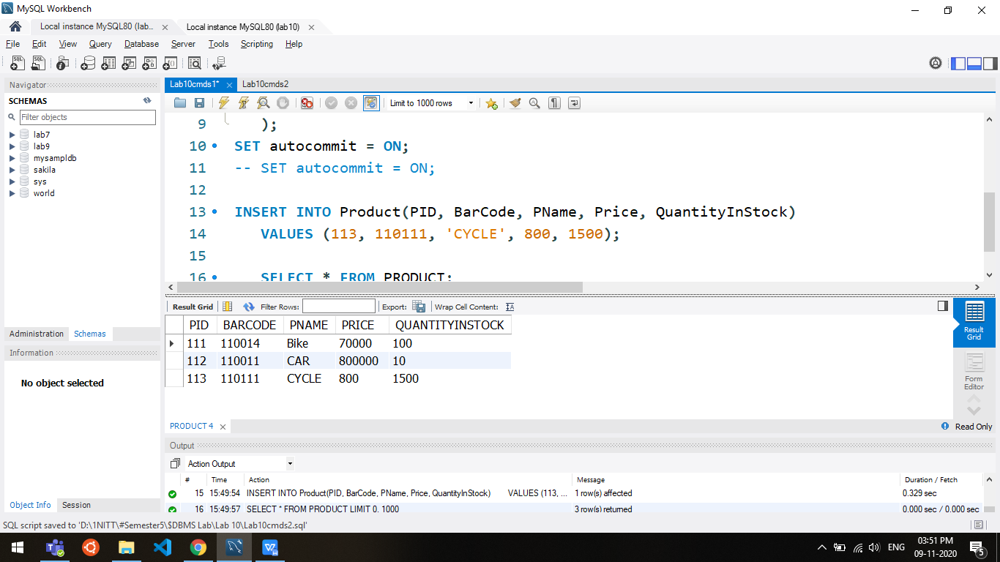 MySQL Workbench
Local instance MySQL80 (lab... Local instance MySQL80 (lab10)
File Edit View Query Database Server Tools Scripting Help
Navigator
SCHEMAS
Filter objects
lab7
lab9
mysampldb
sakila
sys
world
Administration Schemas
Information
No object selected
Object Info Session
Lab10cmds1* Lab10cmds2
Limit to 1000 rows
9 );
10 SET autocommit = ON;
11 -- SET autocommit = ON;
12
13 INSERT INTO Product(PID, BarCode, PName, Price, QuantityInStock)
14 VALUES (113, 110111, 'CYCLE', 800, 1500);
15
16 SELECT * FROM PRODUCT;
Result Grid Filter Rows: Export: Wrap Cell Content:
PID BARCODE PNAME PRICE QUANTITYINSTOCK
111 110014 Bike 70000 100
112 110011 CAR 800000 10
113 110111 CYCLE 800 1500
Result
Grid
Form
Editor
PRODUCT 4 Read Only
Output
Action Output
# Time Action Message Duration / Fetch
15 15:49:54 INSERT INTO Product(PID, BarCode, PName, Price, QuantityInStock) VALUES (113, ... 1 row(s) affected 0.329 sec
16 15:49:57 SELECT * FROM PRODUCT LIMIT 0, 1000 3 row(s) returned 0.000 sec / 0.000 sec
SQL script saved to 'D:\1NITT\#Semester5\$DBMS Lab\Lab 10\Lab10cmds2.sql'
ENG 03:51 PM
09-11-2020 5